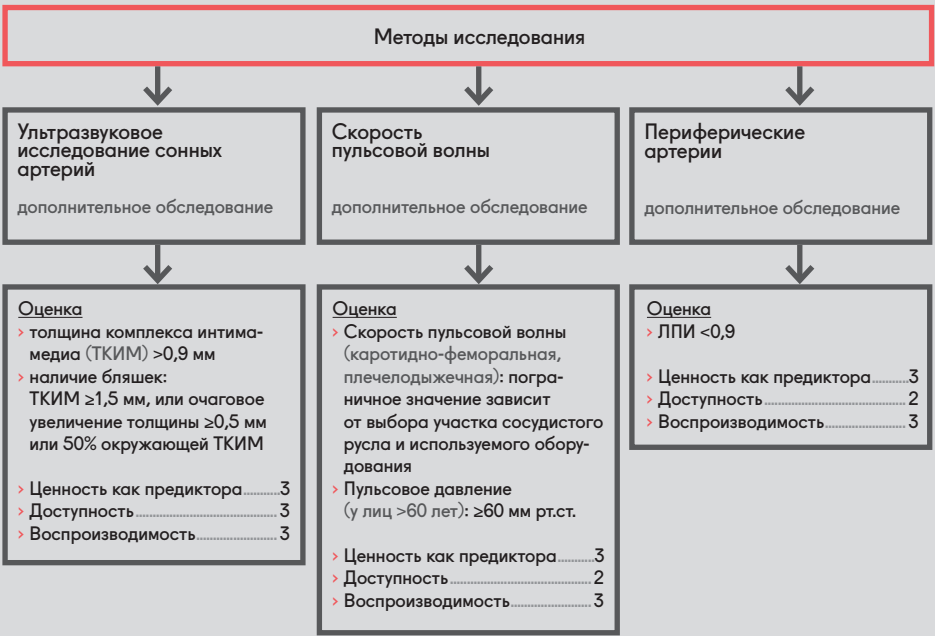 Методы исследования
Ультразвуковое
исследование сонных
артерий
дополнительное обследование
Скорость
пульсовой волны
дополнительное обследование
Периферические
артерии
дополнительное обследование
Оценка
› толщина комплекса интима-
медиа (ТКИМ) >0,9 мм
› наличие бляшек:
ТКИМ ≥1,5 мм, или очаговое
увеличение толщины ≥0,5 мм
или 50% окружающей ТКИМ
› Ценность как предиктора..........3
› Доступность.......... 3
› Воспроизводимость.......... 3
Оценка
› Скорость пульсовой волны
(каротидно-феморальная,
плечелодыжечная): погра-
ничное значение зависит
от выбора участка сосудистого
русла и используемого обору-
дования
› Пульсовое давление
(у лиц >60 лет): ≥60 мм рт.ст.
› Ценность как предиктора..........3
› Доступность.......... 2
› Воспроизводимость.......... 3
Оценка
› ЛПИ <0,9
› Ценность как предиктора..........3
› Доступность.......... 2
› Воспроизводимость.......... 3